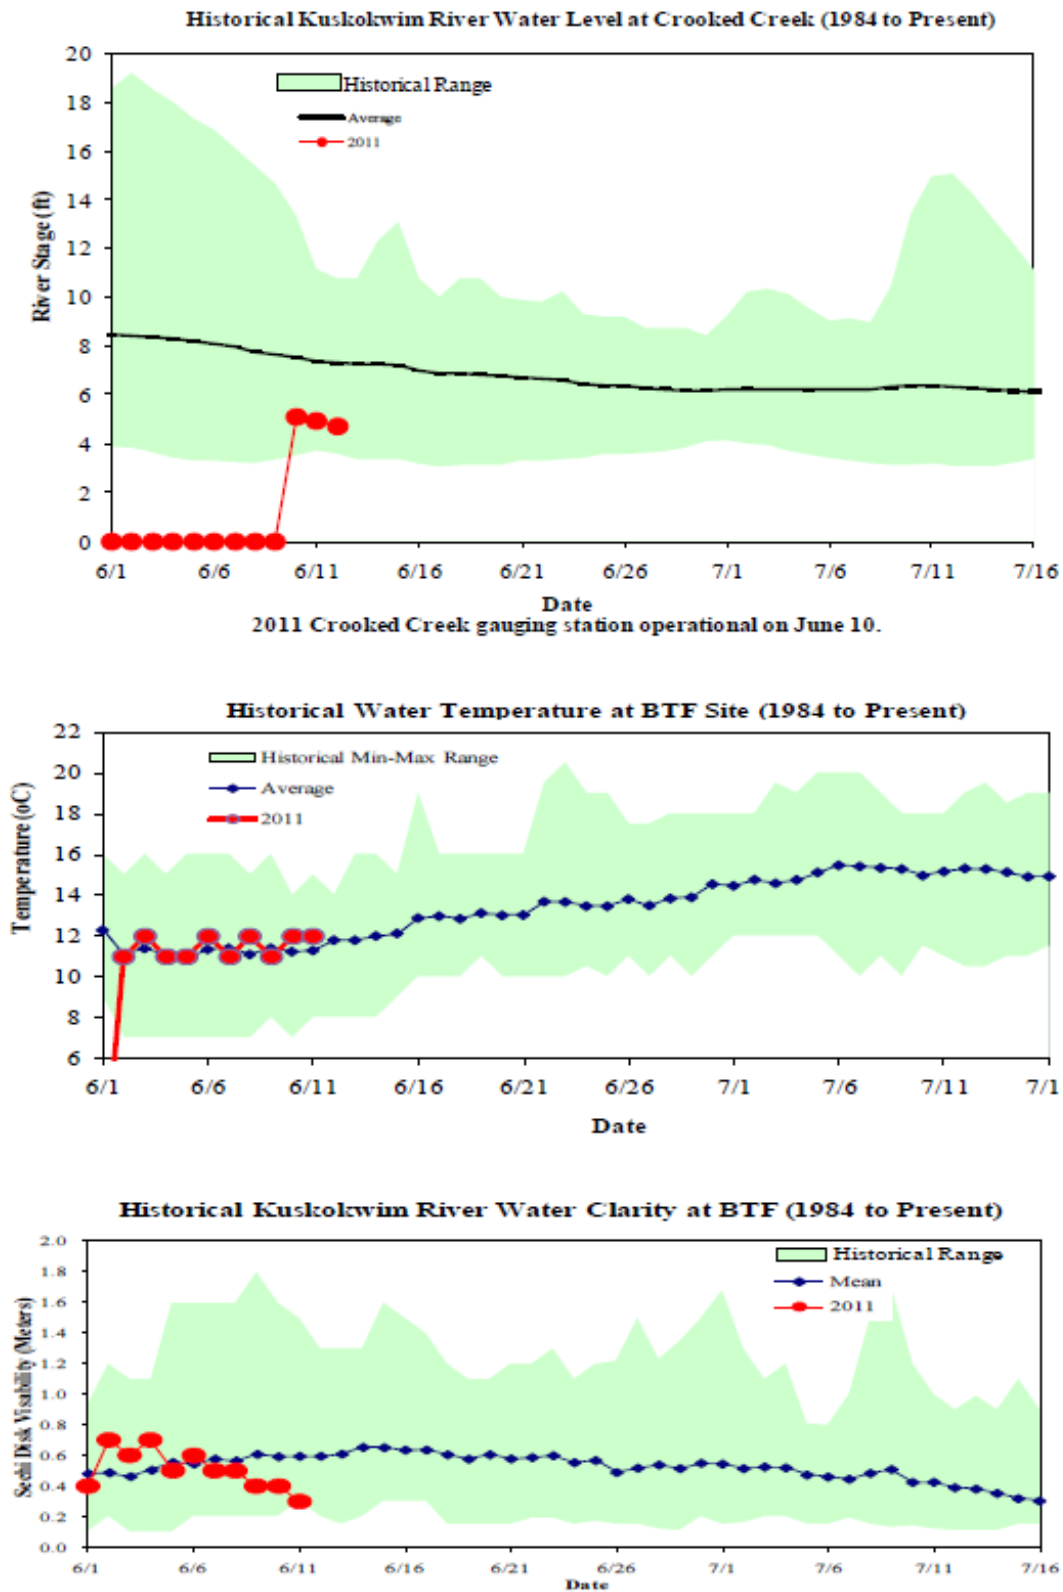 Historical Kuskokwim River Water Level at Crooked Creek (1984 to Present)
20
18
16
14
12
10
8
6
4
2
0
River Stage (ft)
Historical Range
Average
2011
6/1 6/6 6/11 6/16 6/21 6/26 7/1 7/6 7/11 7/16
Date
2011 Crooked Creek gauging station operational on June 10.
Historical Water Temperature at BTF Site (1984 to Present)
22
20
18
16
14
12
10
8
6
Temperature (oC)
Historical Min-Max Range
Average
2011
6/1 6/6 6/11 6/16 6/21 6/26 7/1 7/6 7/11 7/1
Date
Historical Kuskokwim River Water Clarity at BTF (1984 to Present)
2.0
1.8
1.6
1.4
1.2
1.0
0.8
0.6
0.4
0.2
0.0
Sechi Disk Visability (Meters)
Historical Range
Mean
2011
6/1 6/6 6/11 6/16 6/21 6/26 7/1 7/6 7/11 7/16
Date